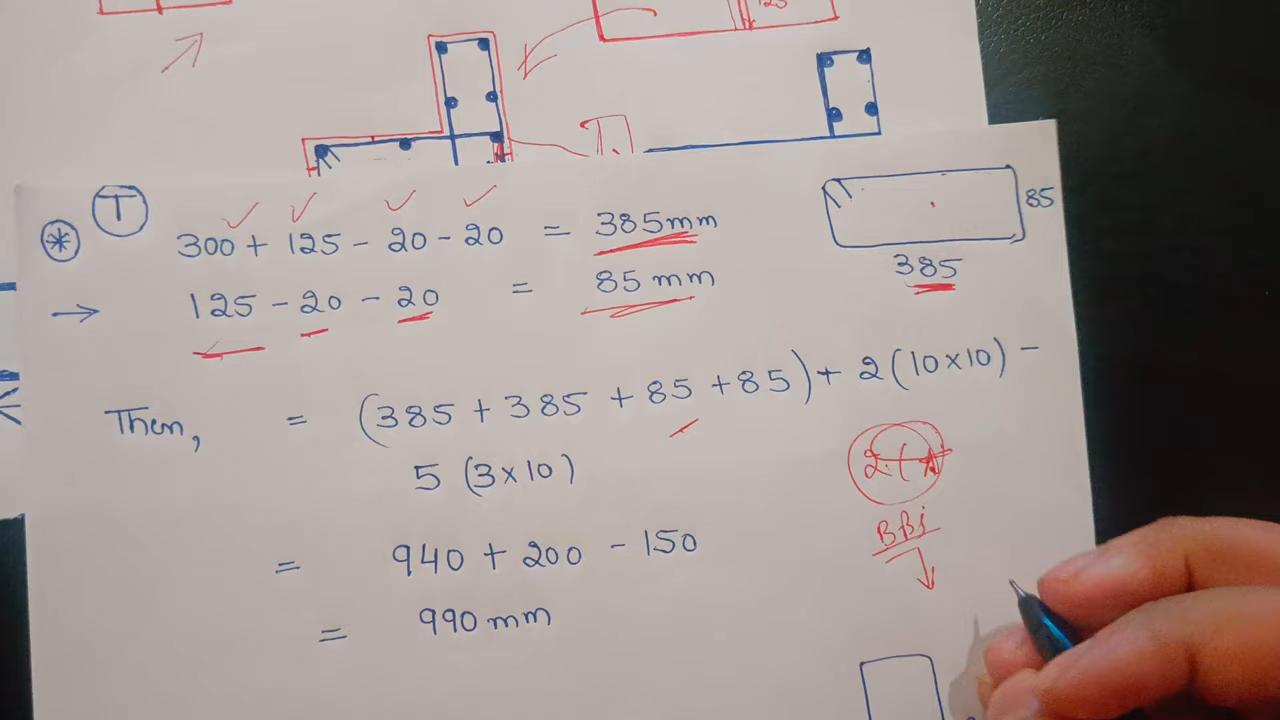 125
T
300 + 125 - 20 - 20 = 385mm
125 - 20 - 20 = 85 mm
85
385
Then, = (385 + 385 + 85 + 85) + 2 (10 x 10) -
5 (3 x 10)
= 940 + 200 - 150
= 990 mm